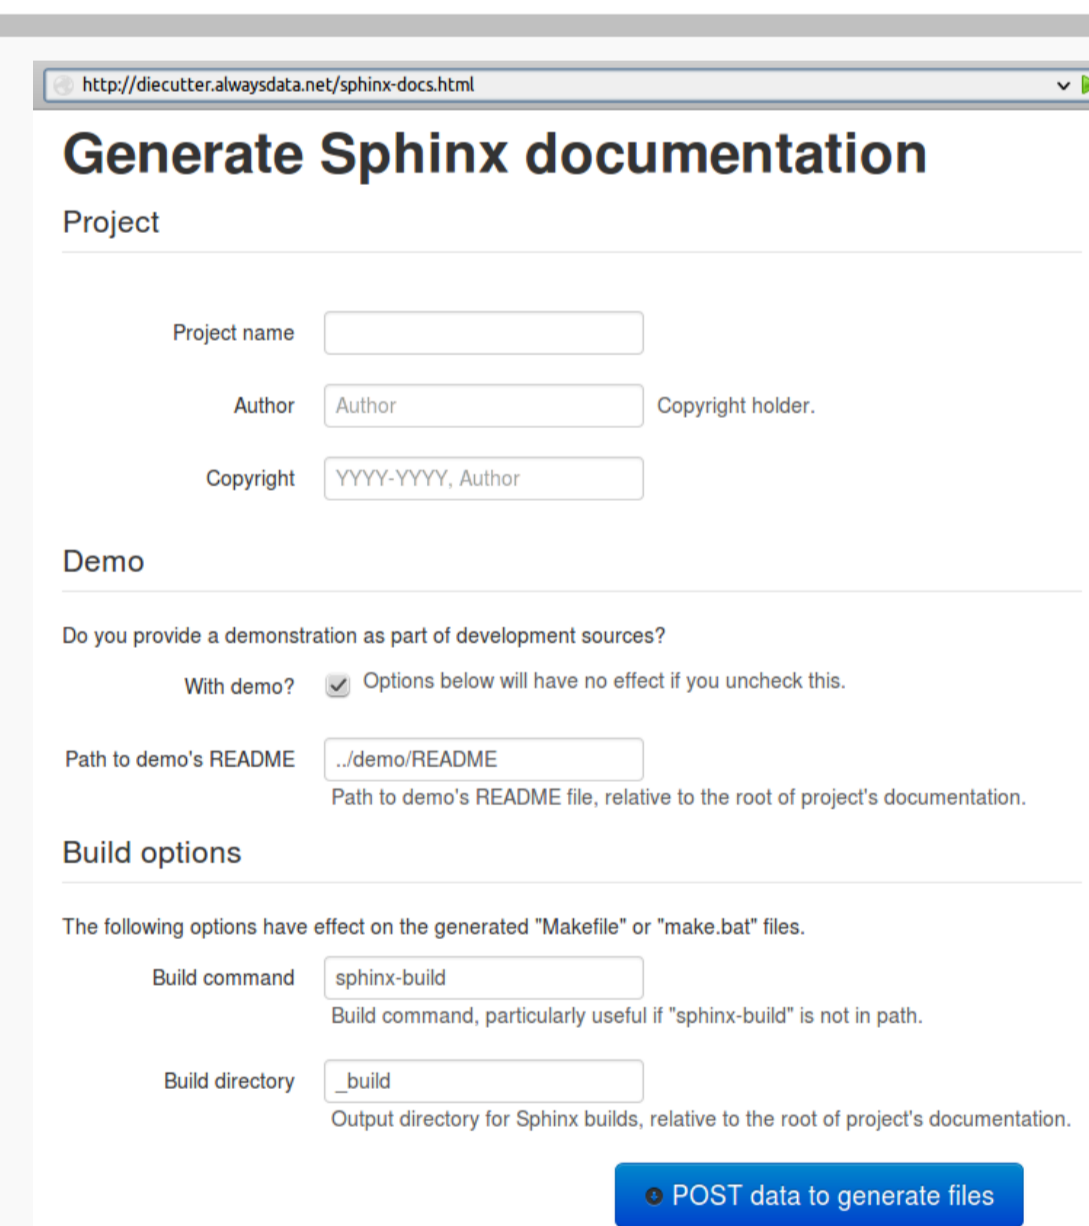 http://diecutter.alwaysdata.net/sphinx-docs.html
Generate Sphinx documentation
Project
Project name
Author Author Copyright holder.
Copyright YYYY-YYYY, Author
Demo
Do you provide a demonstration as part of development sources?
With demo? Options below will have no effect if you uncheck this.
Path to demo's README ../demo/README
Path to demo's README file, relative to the root of project's documentation.
Build options
The following options have effect on the generated "Makefile" or "make.bat" files.
Build command sphinx-build
Build command, particularly useful if "sphinx-build" is not in path.
Build directory _build
Output directory for Sphinx builds, relative to the root of project's documentation.
POST data to generate files